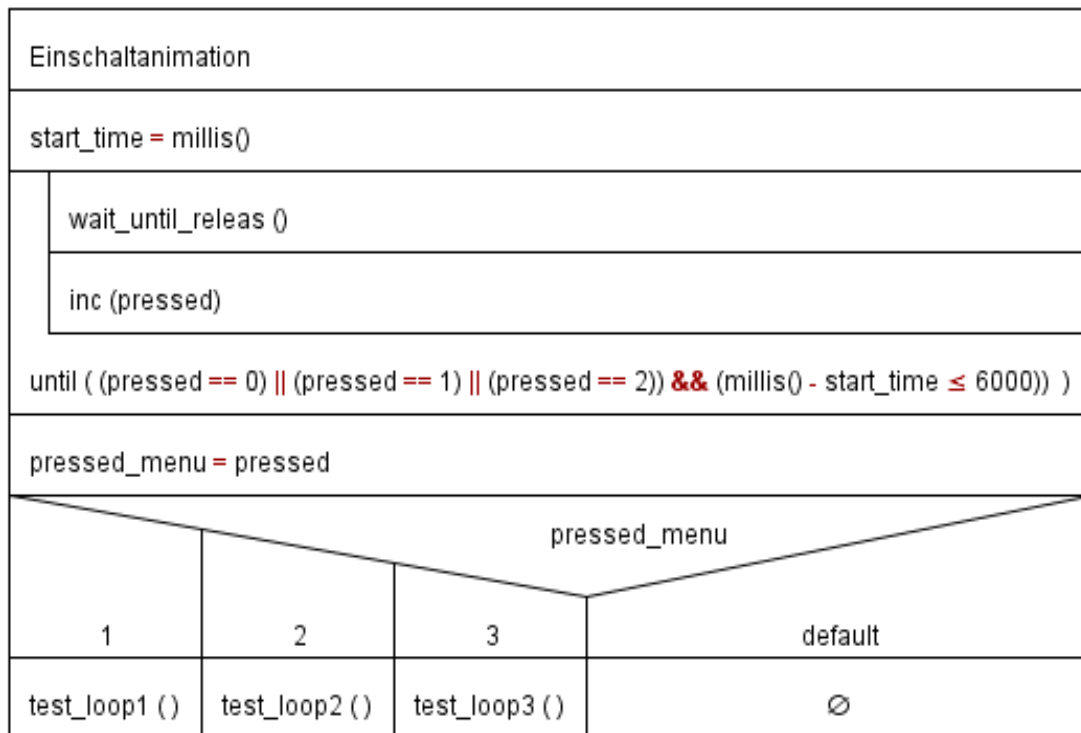 Einschaltanimation
start_time = millis()
wait_until_releas ()
inc (pressed)
until ( (pressed == 0) || (pressed == 1) || (pressed == 2)) && (millis() - start_time ≤ 6000)) )
pressed_menu = pressed
pressed_menu
1 2 3 default
test_loop1 ( ) test_loop2 ( ) test_loop3 ( ) ∅